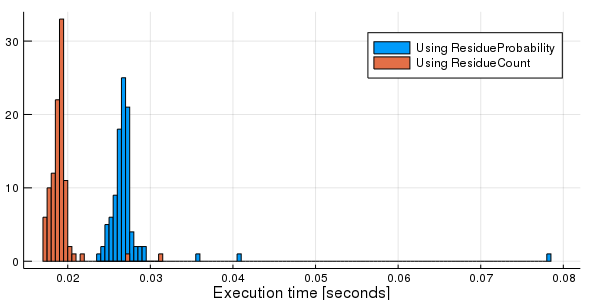 30
20
10
0
Using ResidueProbability
Using ResidueCount
0.02 0.03 0.04 0.05 0.06 0.07 0.08
Execution time [seconds]